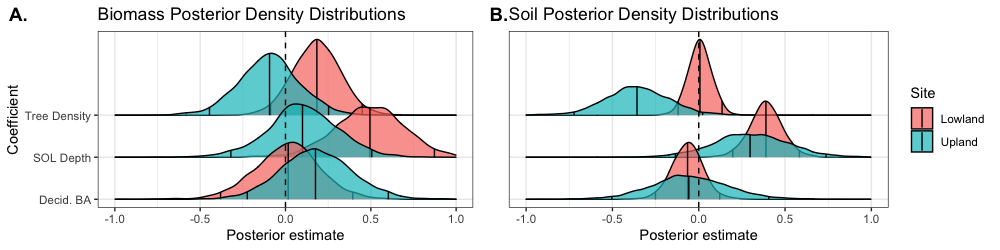 A. Biomass Posterior Density Distributions
Coefficient
Tree Density
SOL Depth
Decid. BA
-1.0 -0.5 0.0 0.5 1.0
Posterior estimate
B. Soil Posterior Density Distributions
-1.0 -0.5 0.0 0.5 1.0
Posterior estimate
Site
Lowland
Upland